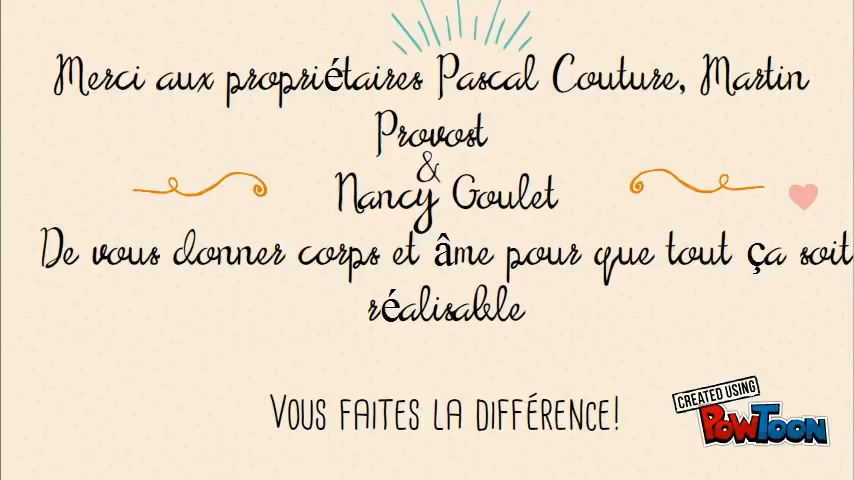 Merci aux propriétaires Pascal Couture, Martin
Provost
&
Nancy Goulet
De vous donner corps et âme pour que tout ça soit
réalisable
VOUS FAITES LA DIFFÉRENCE!
CREATED USING
POWTOON